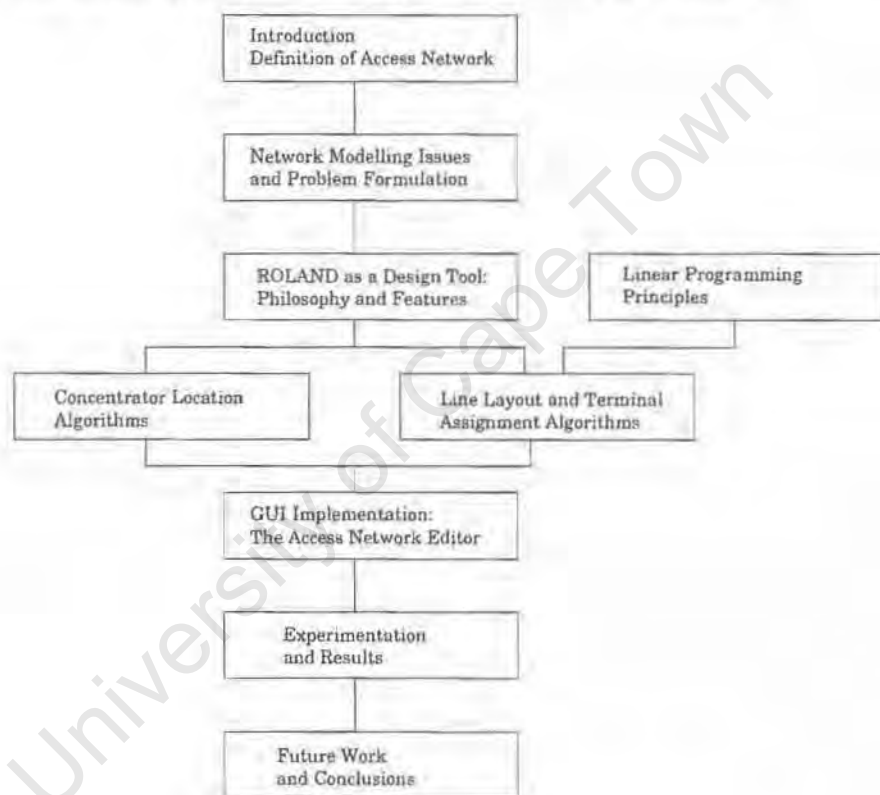 Introduction
Definition of Access Network
Network Modelling Issues
and Problem Formulation
ROLAND as a Design Tool:
Philosophy and Features
Linear Programming
Principles
Concentrator Location
Algorithms
Line Layout and Terminal
Assignment Algorithms
GUI Implementation:
The Access Network Editor
Experimentation
and Results
Future Work
and Conclusions
University of Cape Town